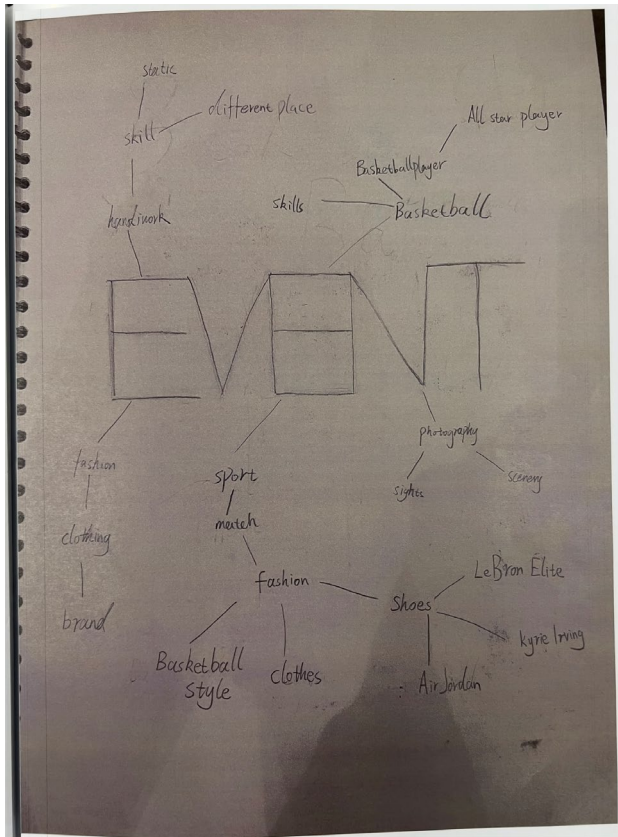 static
different place
skill
All star player
Basketballplayer
skills
Basketball
handiwork
EVENT
photography
fashion
scenery
sport
sights
match
clothing
LeBron Elite
fashion
Shoes
brand
kyrie Irving
Basketball
style
clothes
Air Jordan